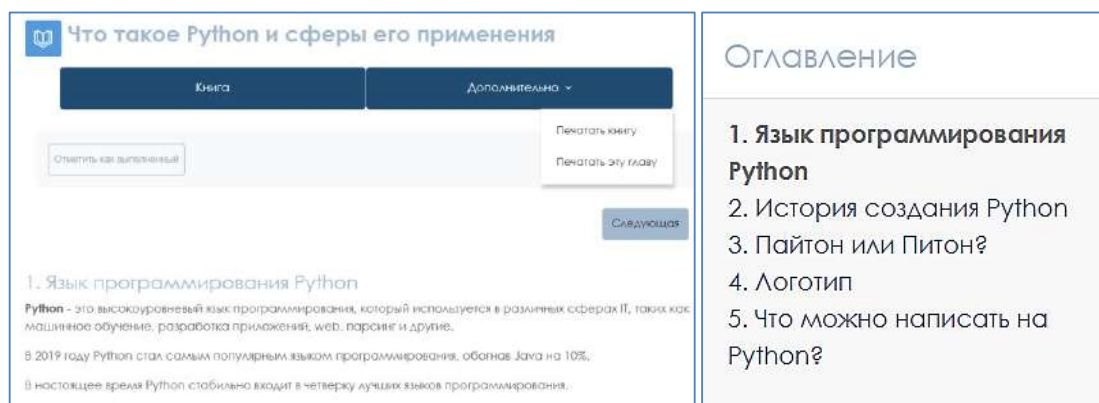 Что такое Python и сферы его применения
Книга
Дополнительно
Печатать книгу
Печатать эту главу
Отметить как выполненный
Следующая
1. Язык программирования Python
Python - это высокоуровневый язык программирования, который используется в различных сферах IT, таких как
машинное обучение, разработка приложений, web, парсинг и другие.
В 2019 году Python стал самым популярным языком программирования, обогнав Java на 10%.
В настоящее время Python стабильно входит в четверку лучших языков программирования.
Оглавление
1. Язык программирования
Python
2. История создания Python
3. Пайтон или Питон?
4. Логотип
5. Что можно написать на
Python?